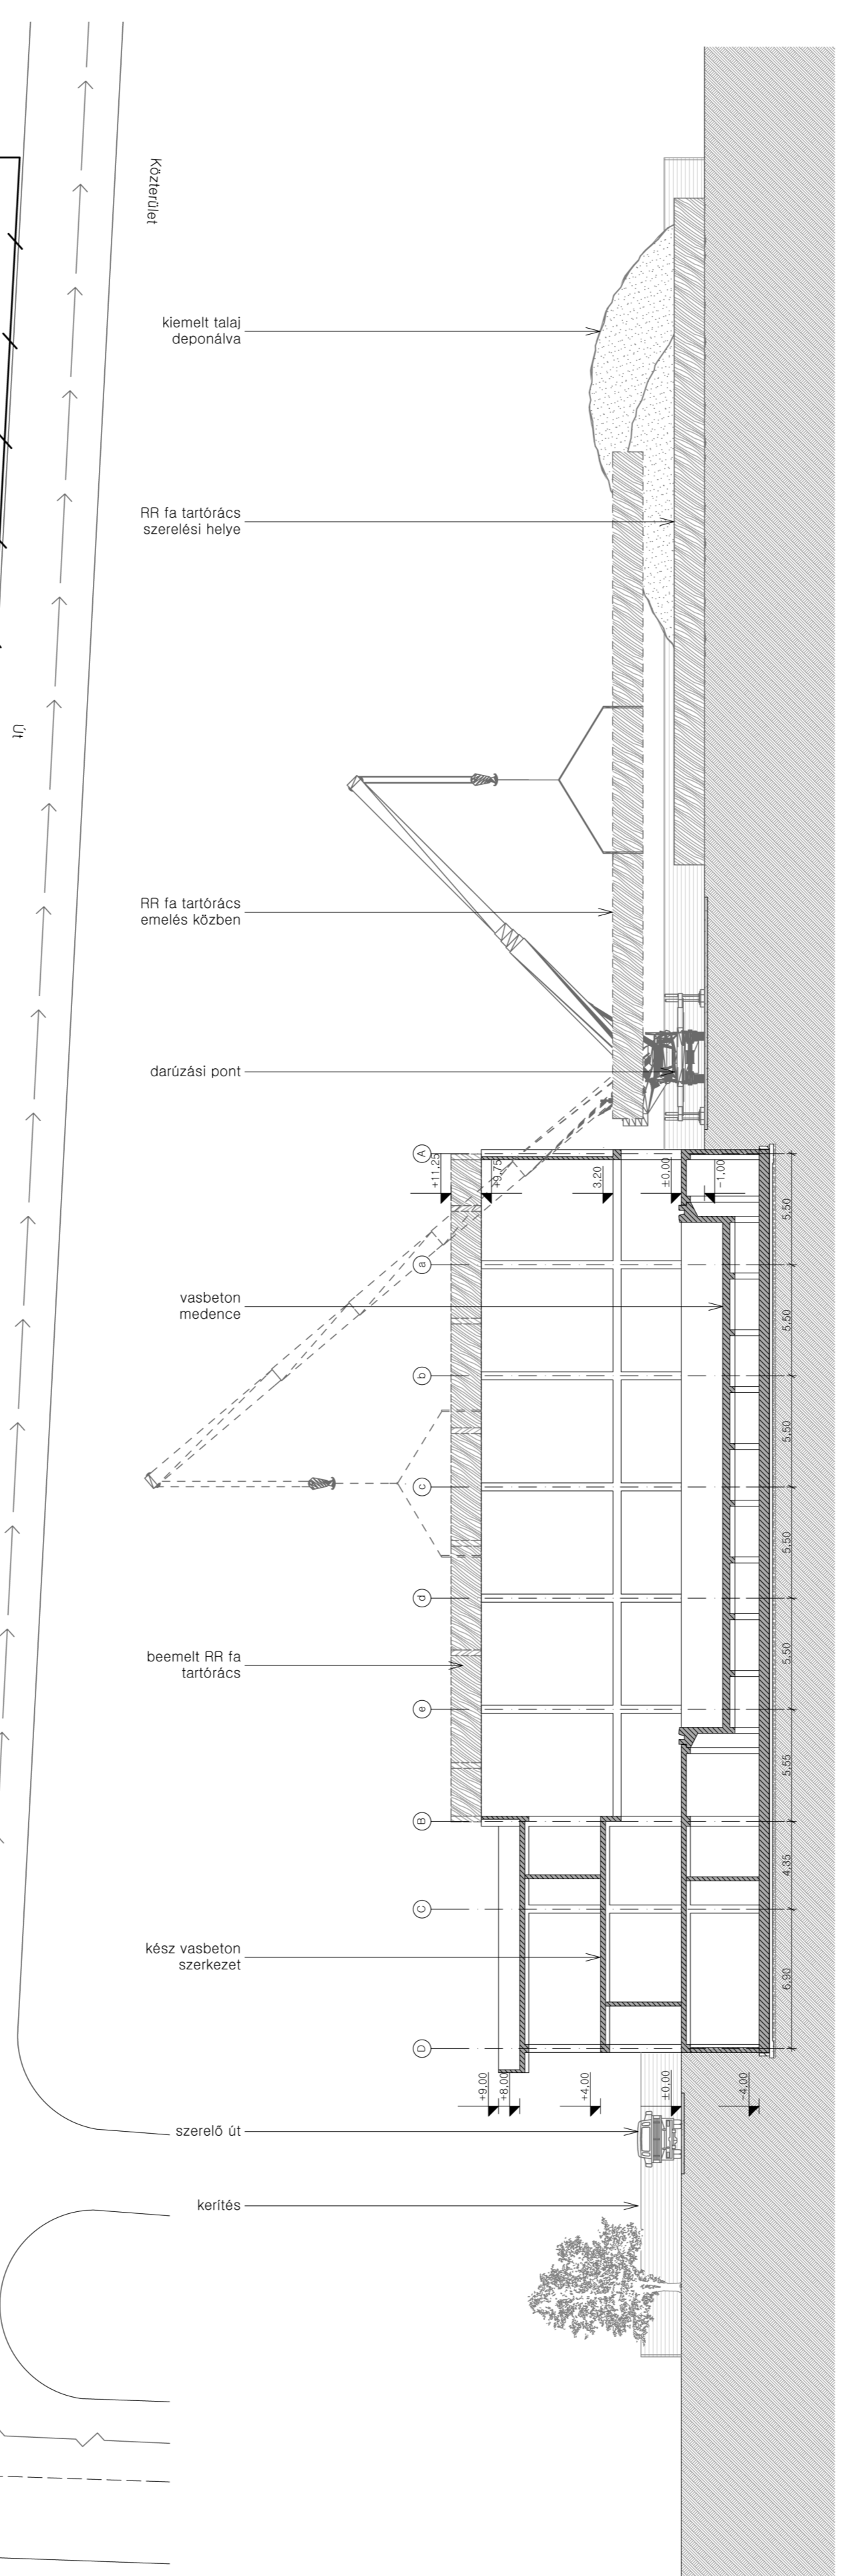 Közterület
kiemelt talaj
deponálva
RR fa tartórács
szerelési helye
Út
RR fa tartórács
emelés közben
darúzási pont
A
+11,25
+9,75
3,20
±0,00
-1,00
5,50
vasbeton
medence
a
5,50
b
5,50
c
5,50
d
5,50
beemelt RR fa
tartórács
e
5,55
B
4,35
C
kész vasbeton
szerkezet
6,90
D
+9,00
+8,00
+4,00
±0,00
-4,00
szerelő út
kerítés